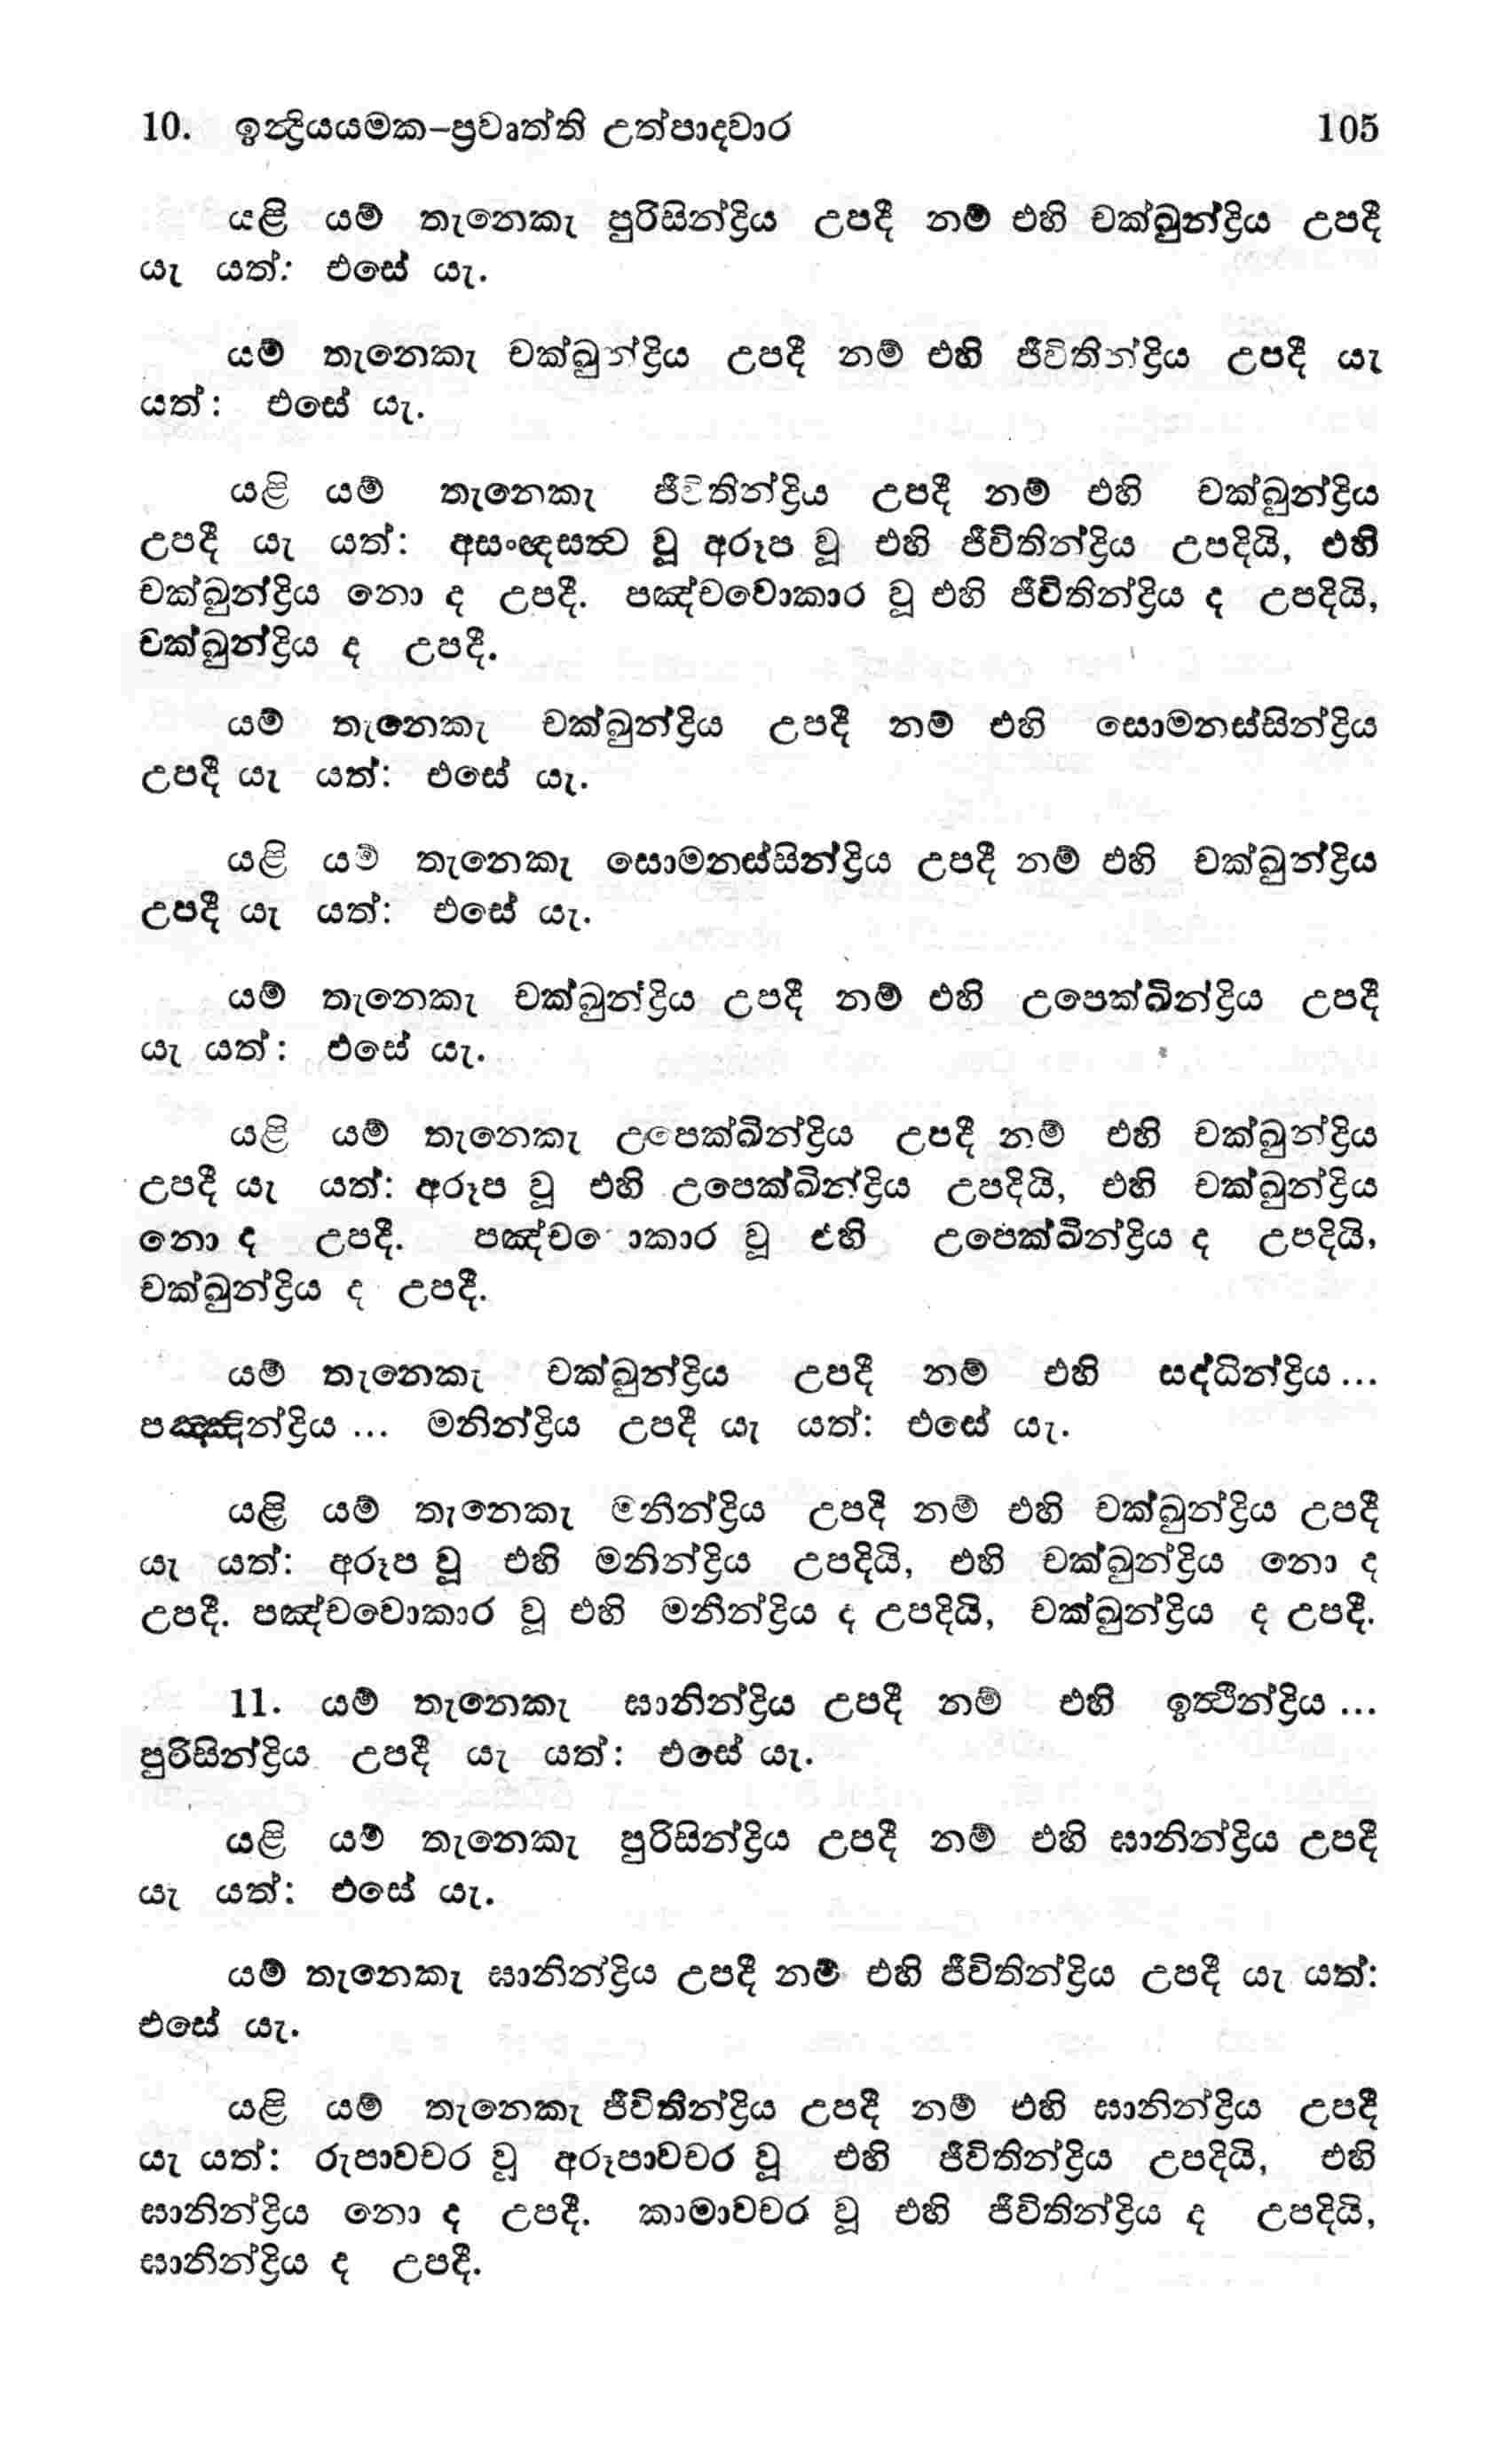 10. ඉන්ද්‍රියයමක-ප්‍රවෘත්ති උත්පාදවාර 105
යළි යම් තැනෙකැ පුරිසින්ද්‍රිය උපදී නම් එහි චක්ඛුන්ද්‍රිය උපදී
යැ යත්: එසේ යැ.
යම් තැනෙකැ චක්ඛුන්ද්‍රිය උපදී නම් එහි ජීවිතින්ද්‍රිය උපදී යැ
යත්: එසේ යැ.
යළි යම් තැනෙකැ ජීවිතින්ද්‍රිය උපදී නම් එහි චක්ඛුන්ද්‍රිය
උපදී යැ යත්: අසංඥසත්‍ව වූ අරූප වූ එහි ජීවිතින්ද්‍රිය උපදියි, එහි
චක්ඛුන්ද්‍රිය නො ද උපදී. පඤ්චවොකාර වූ එහි ජීවිතින්ද්‍රිය ද උපදියි,
චක්ඛුන්ද්‍රිය ද උපදී.
යම් තැනෙකැ චක්ඛුන්ද්‍රිය උපදී නම් එහි සොමනස්සින්ද්‍රිය
උපදී යැ යත්: එසේ යැ.
යළි යම් තැනෙකැ සොමනස්සින්ද්‍රිය උපදී නම් එහි චක්ඛුන්ද්‍රිය
උපදී යැ යත්: එසේ යැ.
යම් තැනෙකැ චක්ඛුන්ද්‍රිය උපදී නම් එහි උපෙක්ඛින්ද්‍රිය උපදී
යැ යත්: එසේ යැ.
යළි යම් තැනෙකැ උපෙක්ඛින්ද්‍රිය උපදී නම් එහි චක්ඛුන්ද්‍රිය
උපදී යැ යත්: අරූප වූ එහි උපෙක්ඛින්ද්‍රිය උපදියි, එහි චක්ඛුන්ද්‍රිය
නො ද උපදී. පඤ්චවොකාර වූ එහි උපෙක්ඛින්ද්‍රිය ද උපදියි,
චක්ඛුන්ද්‍රිය ද උපදී.
යම් තැනෙකැ චක්ඛුන්ද්‍රිය උපදී නම් එහි සද්ධින්ද්‍රිය...
පඤ්ඤින්ද්‍රිය... මනින්ද්‍රිය උපදී යැ යත්: එසේ යැ.
යළි යම් තැනෙකැ මනින්ද්‍රිය උපදී නම් එහි චක්ඛුන්ද්‍රිය උපදී
යැ යත්: අරූප වූ එහි මනින්ද්‍රිය උපදියි, එහි චක්ඛුන්ද්‍රිය නො ද
උපදී. පඤ්චවොකාර වූ එහි මනින්ද්‍රිය ද උපදියි, චක්ඛුන්ද්‍රිය ද උපදී.
11. යම් තැනෙකැ ඝානින්ද්‍රිය උපදී නම් එහි ඉත්‍ථින්ද්‍රිය...
පුරිසින්ද්‍රිය උපදී යැ යත්: එසේ යැ.
යළි යම් තැනෙකැ පුරිසින්ද්‍රිය උපදී නම් එහි ඝානින්ද්‍රිය උපදී
යැ යත්: එසේ යැ.
යම් තැනෙකැ ඝානින්ද්‍රිය උපදී නම් එහි ජීවිතින්ද්‍රිය උපදී යැ යත්:
එසේ යැ.
යළි යම් තැනෙකැ ජීවිතින්ද්‍රිය උපදී නම් එහි ඝානින්ද්‍රිය උපදී
යැ යත්: රුපාවචර වූ අරූපාවචර වූ එහි ජීවිතින්ද්‍රිය උපදියි, එහි
ඝානින්ද්‍රිය නො ද උපදී. කාමාවචර වූ එහි ජීවිතින්ද්‍රිය ද උපදියි,
ඝානින්ද්‍රිය ද උපදී.